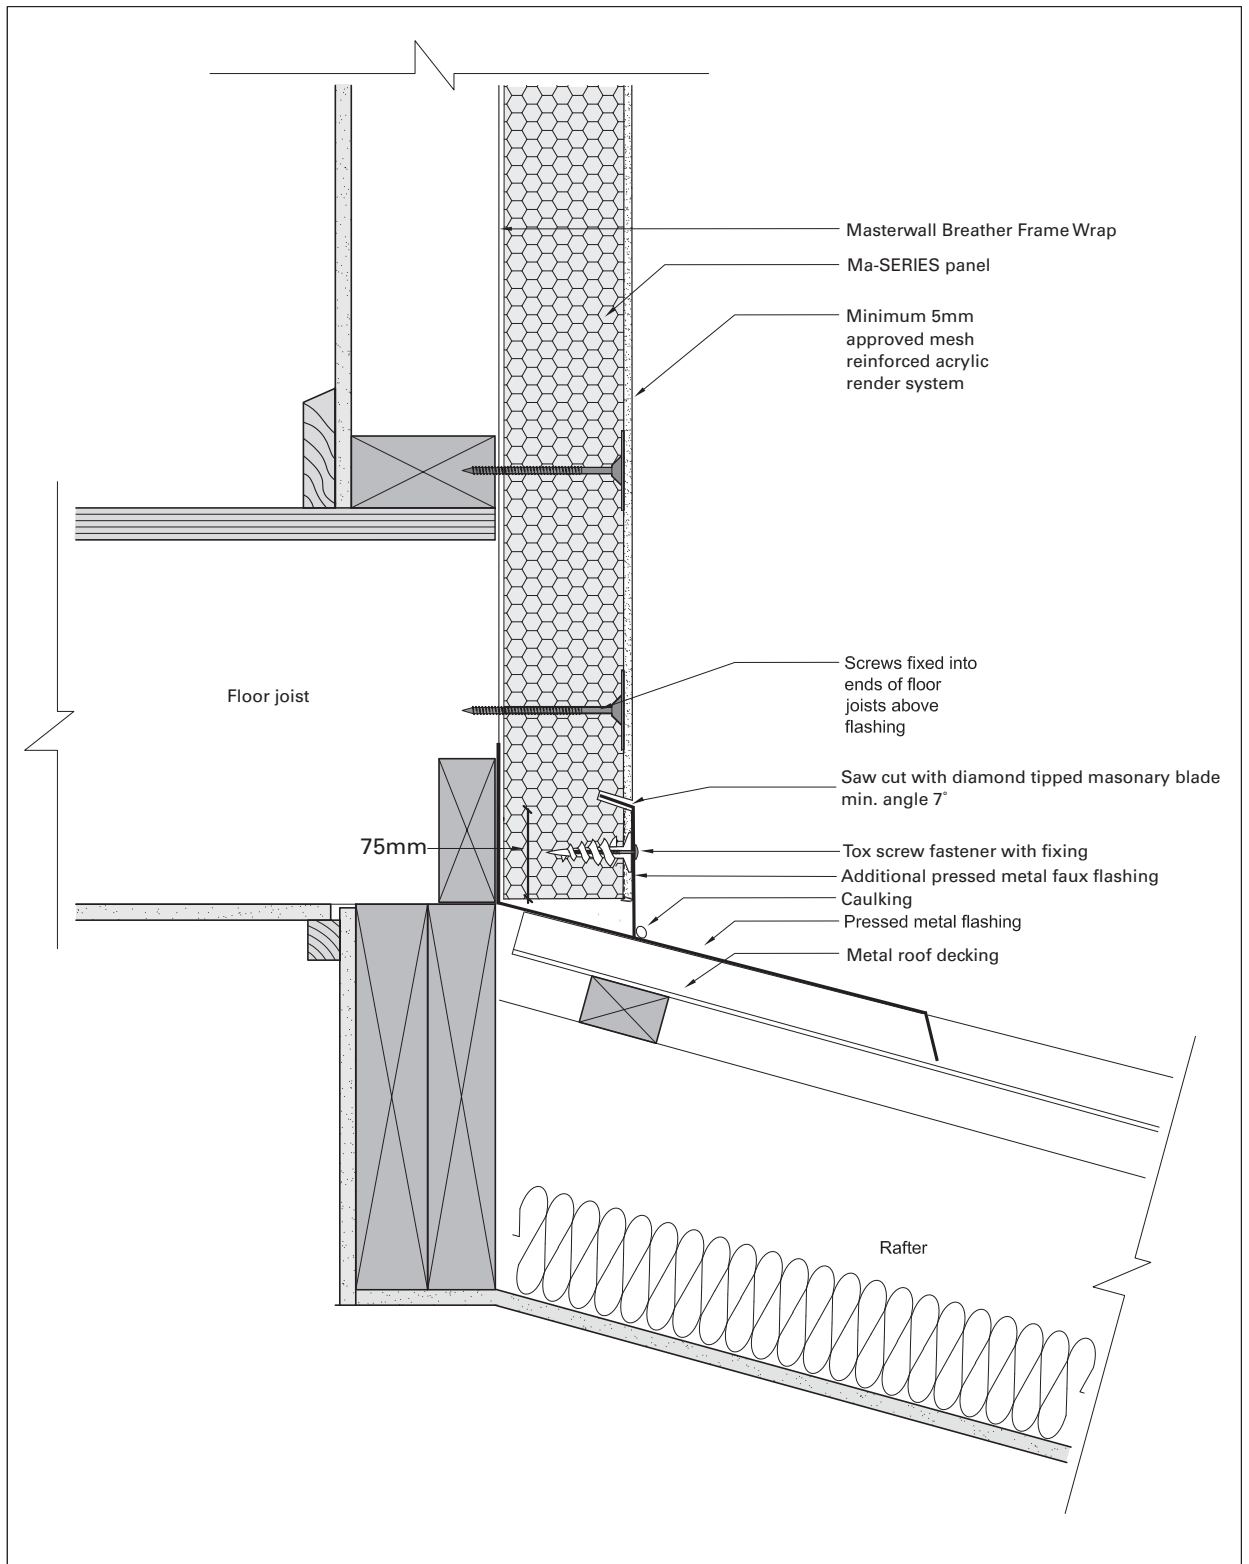 Masterwall Breather Frame Wrap
Ma-SERIES panel
Minimum 5mm
approved mesh
reinforced acrylic
render system
Screws fixed into
ends of floor
joists above
flashing
Floor joist
Saw cut with diamond tipped masonary blade
min. angle 7°
75mm
Tox screw fastener with fixing
Additional pressed metal faux flashing
Caulking
Pressed metal flashing
Metal roof decking
Rafter